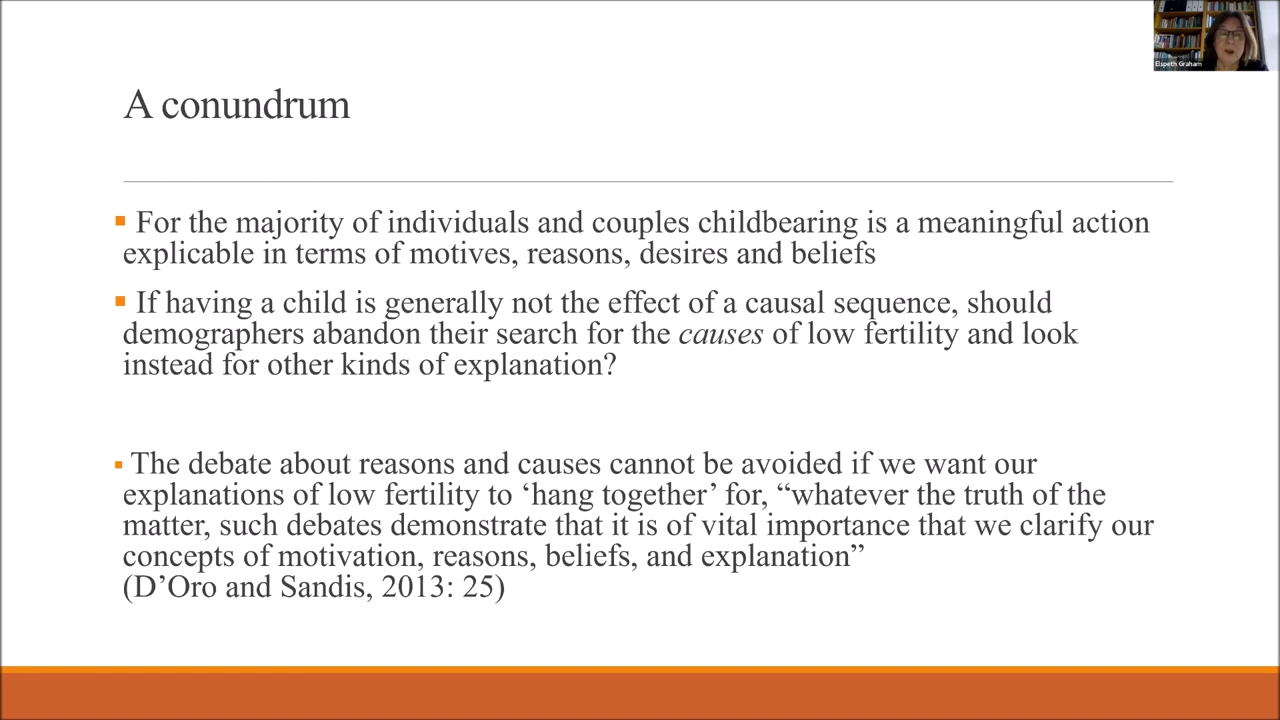 Elspeth Graham
A conundrum
For the majority of individuals and couples childbearing is a meaningful action
explicable in terms of motives, reasons, desires and beliefs
If having a child is generally not the effect of a causal sequence, should
demographers abandon their search for the causes of low fertility and look
instead for other kinds of explanation?
The debate about reasons and causes cannot be avoided if we want our
explanations of low fertility to ‘hang together’ for, “whatever the truth of the
matter, such debates demonstrate that it is of vital importance that we clarify our
concepts of motivation, reasons, beliefs, and explanation”
(D’Oro and Sandis, 2013: 25)